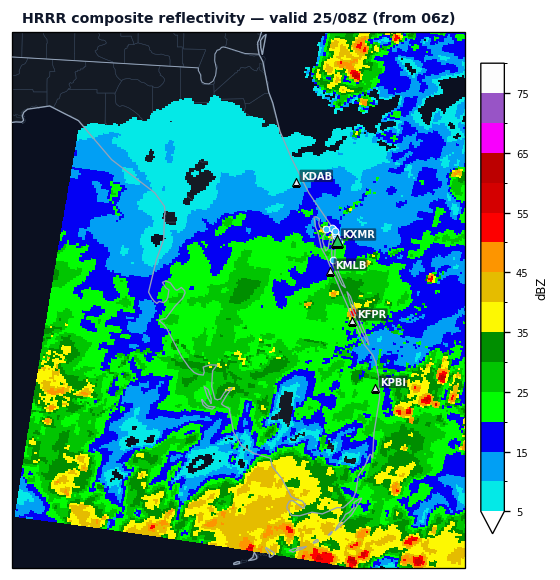 HRRR composite reflectivity — valid 25/08Z (from 06z)
KDAB
KXMR
KMLB
KFPR
KPBI
75
65
55
45
35
25
15
5
dBZ